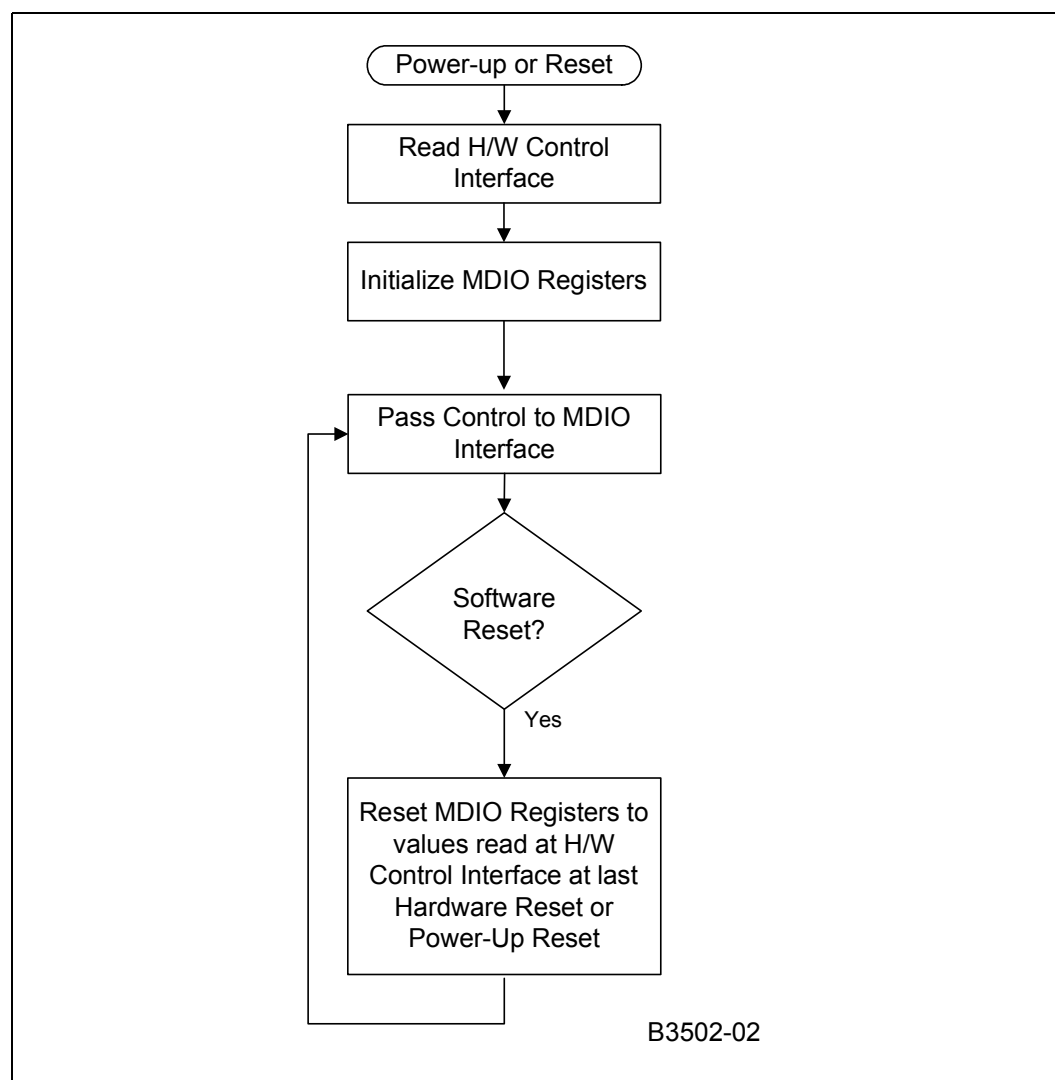 Power-up or Reset
Read H/W Control
Interface
Initialize MDIO Registers
Pass Control to MDIO
Interface
Software
Reset?
Yes
Reset MDIO Registers to
values read at H/W
Control Interface at last
Hardware Reset or
Power-Up Reset
B3502-02